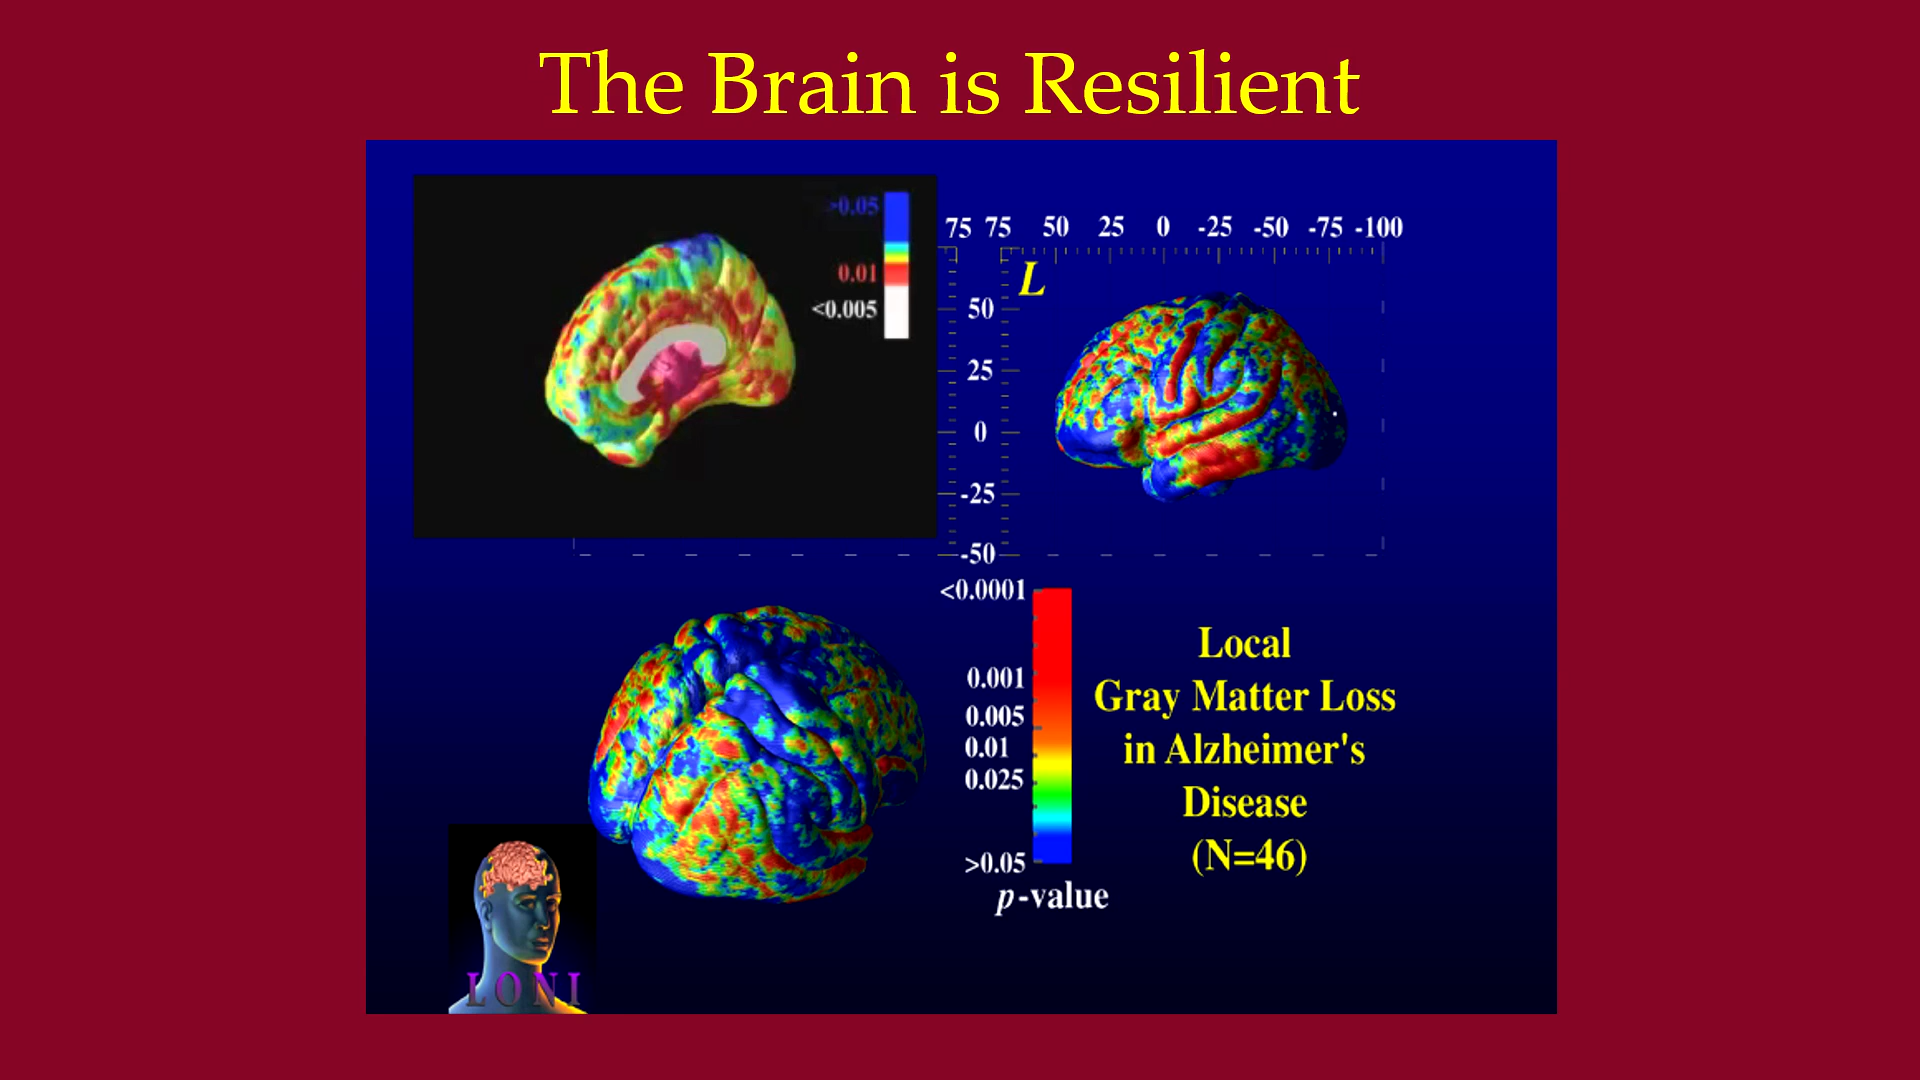 The Brain is Resilient
>0.05
0.01
<0.005
75 75 50 25 0 -25 -50 -75 -100
L
50
25
0
-25
-50
<0.0001
0.001
0.005
0.01
0.025
>0.05
p-value
Local
Gray Matter Loss
in Alzheimer's
Disease
(N=46)
LONI